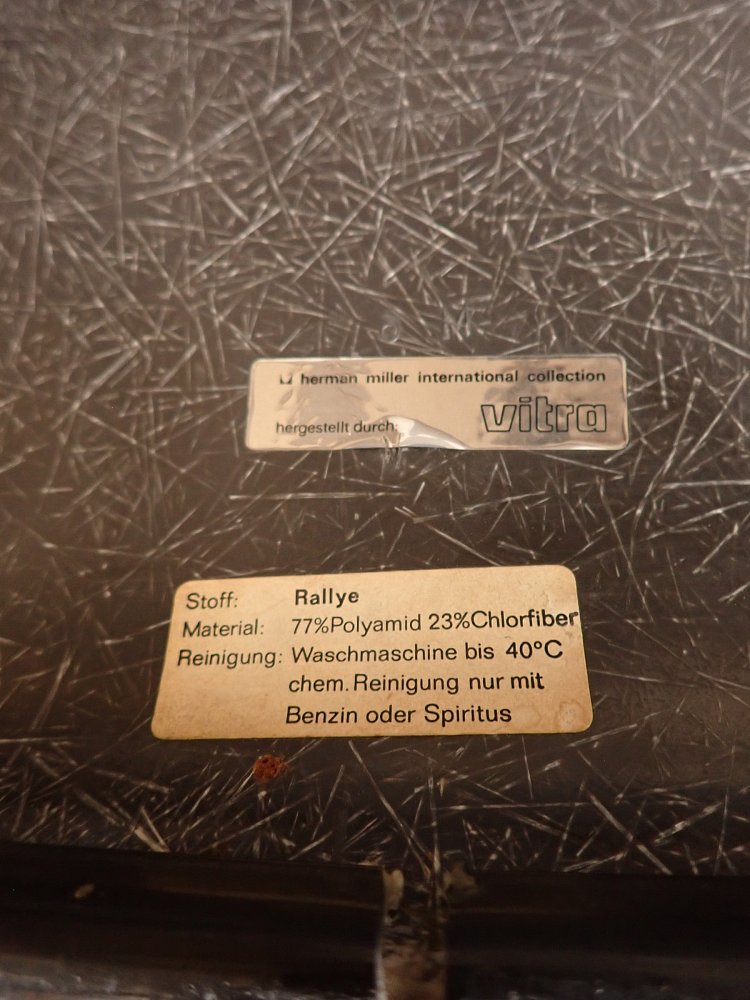 herman miller international collection
hergestellt durch: vitra
Stoff: Rallye
Material: 77%Polyamid 23%Chlorfiber
Reinigung: Waschmaschine bis 40°C
chem. Reinigung nur mit
Benzin oder Spiritus